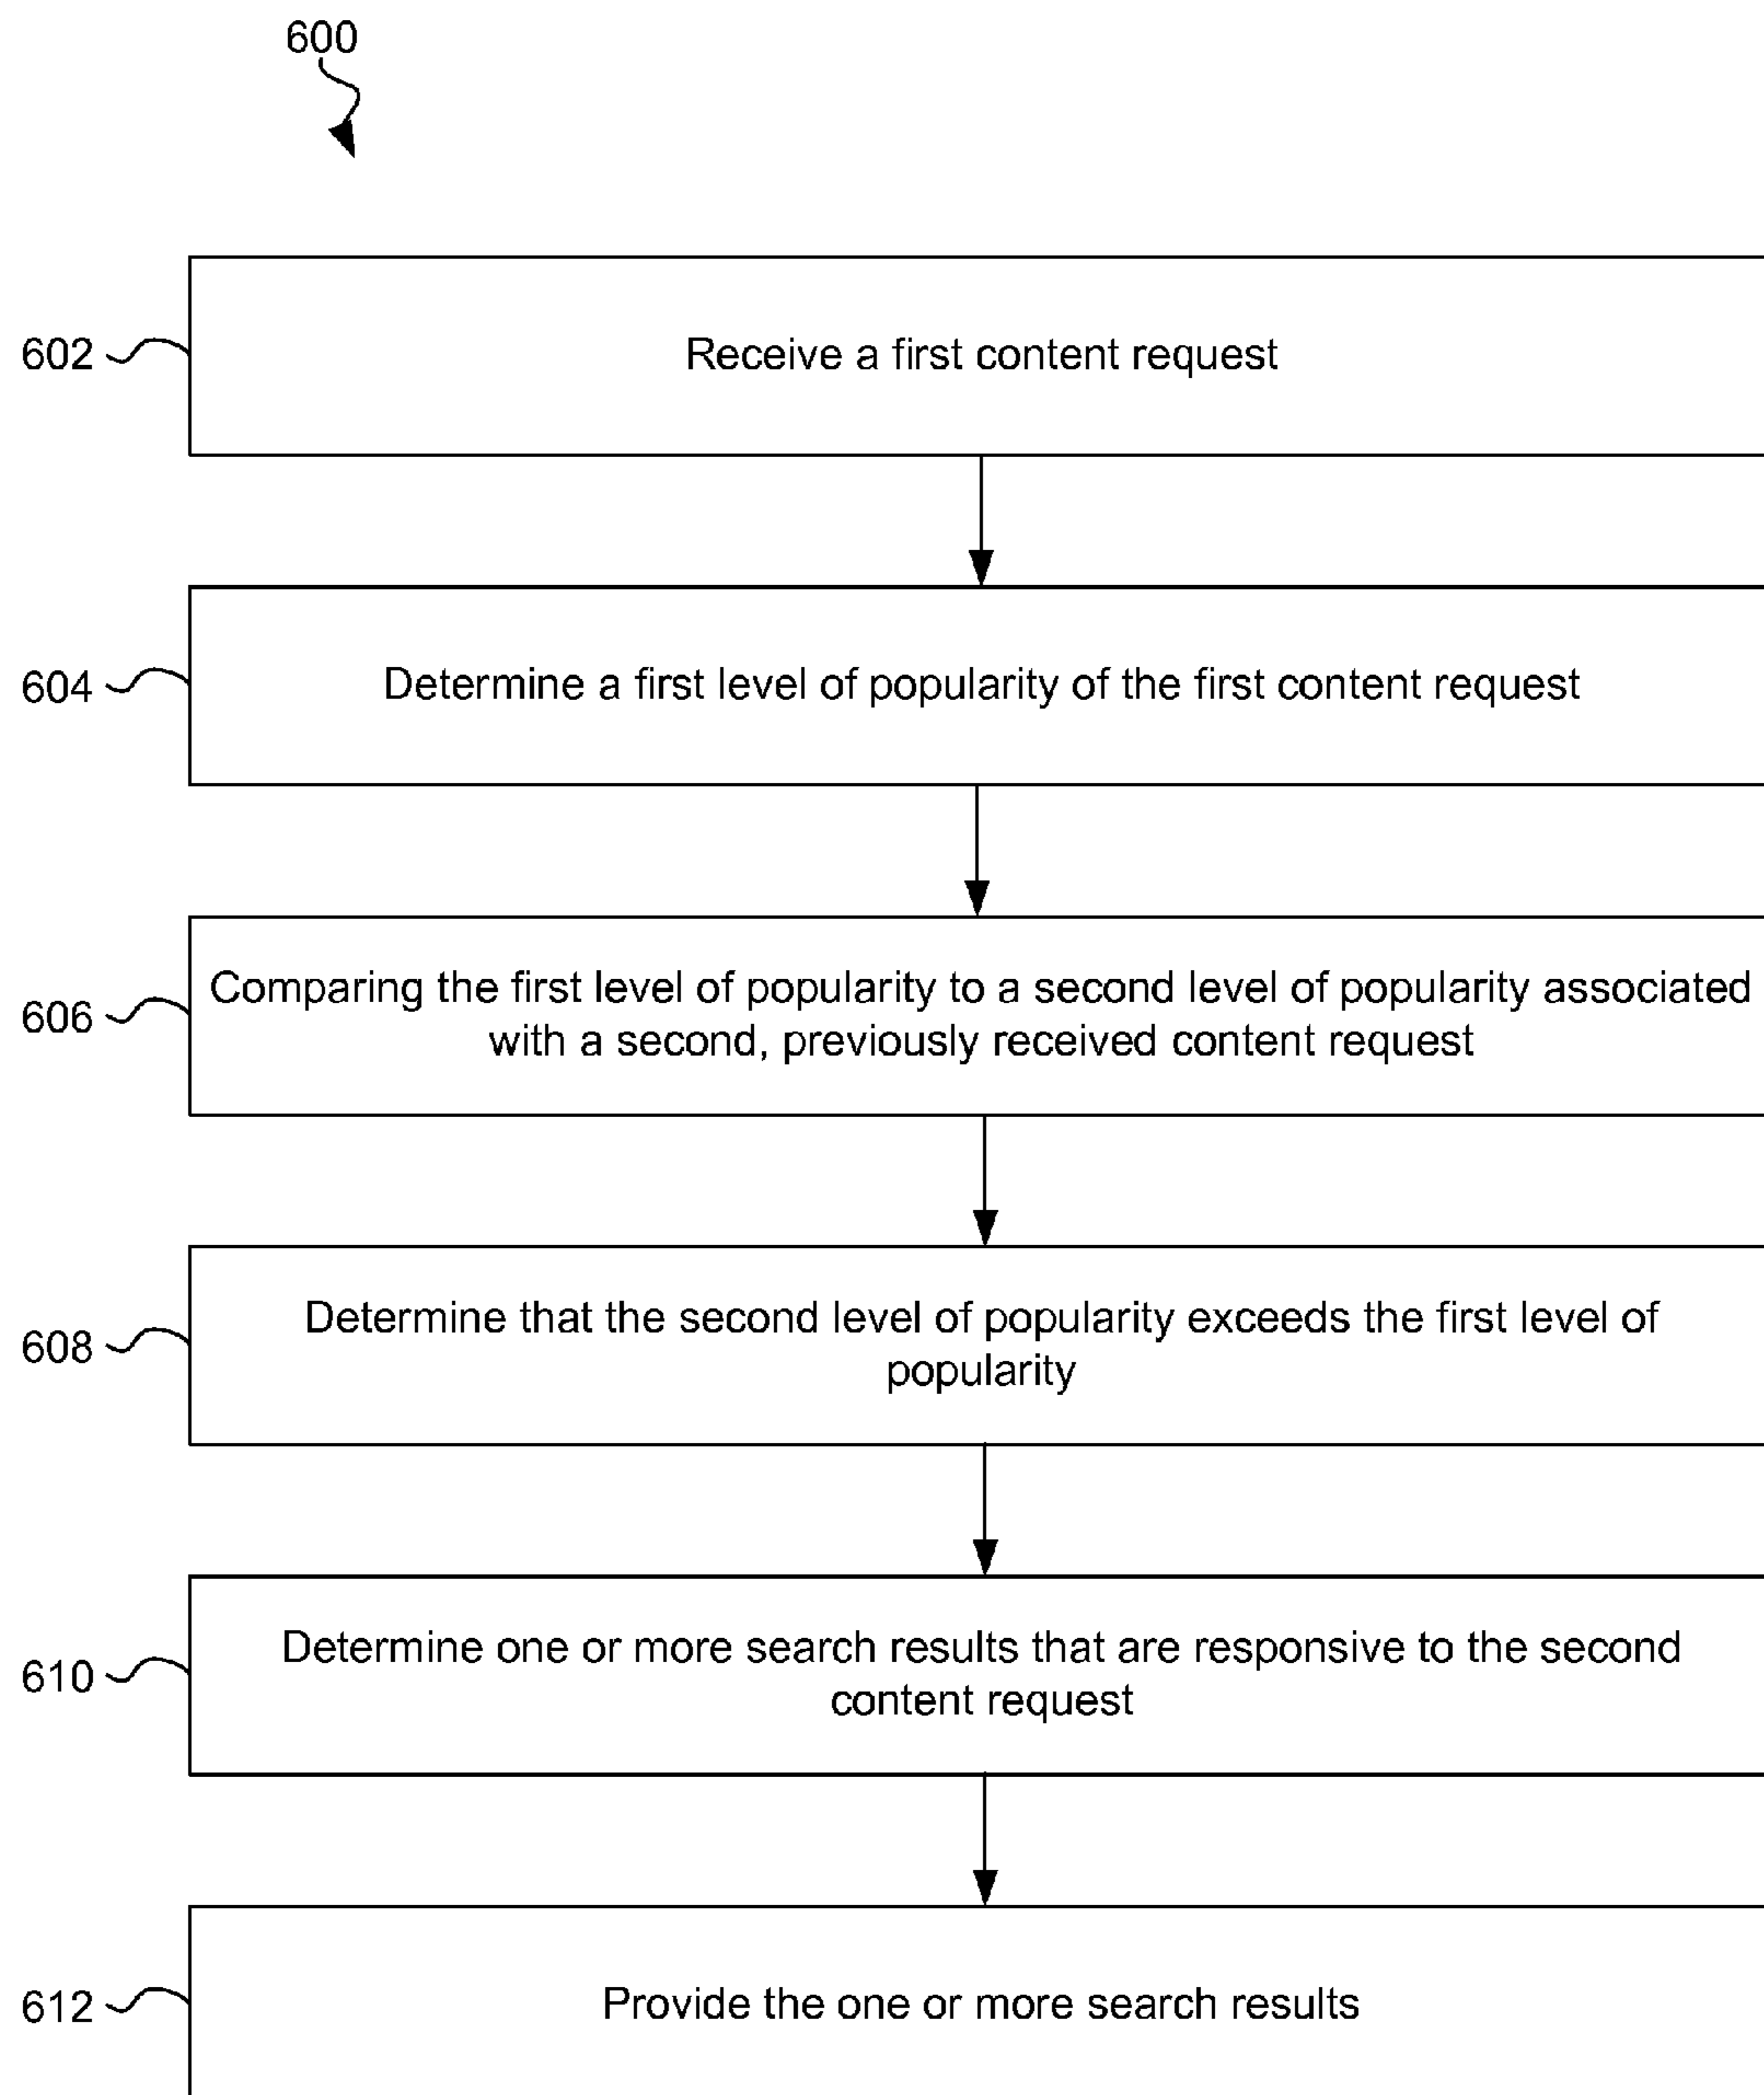 600
602
Receive a first content request
604
Determine a first level of popularity of the first content request
606
Comparing the first level of popularity to a second level of popularity associated
with a second, previously received content request
608
Determine that the second level of popularity exceeds the first level of
popularity
610
Determine one or more search results that are responsive to the second
content request
612
Provide the one or more search results